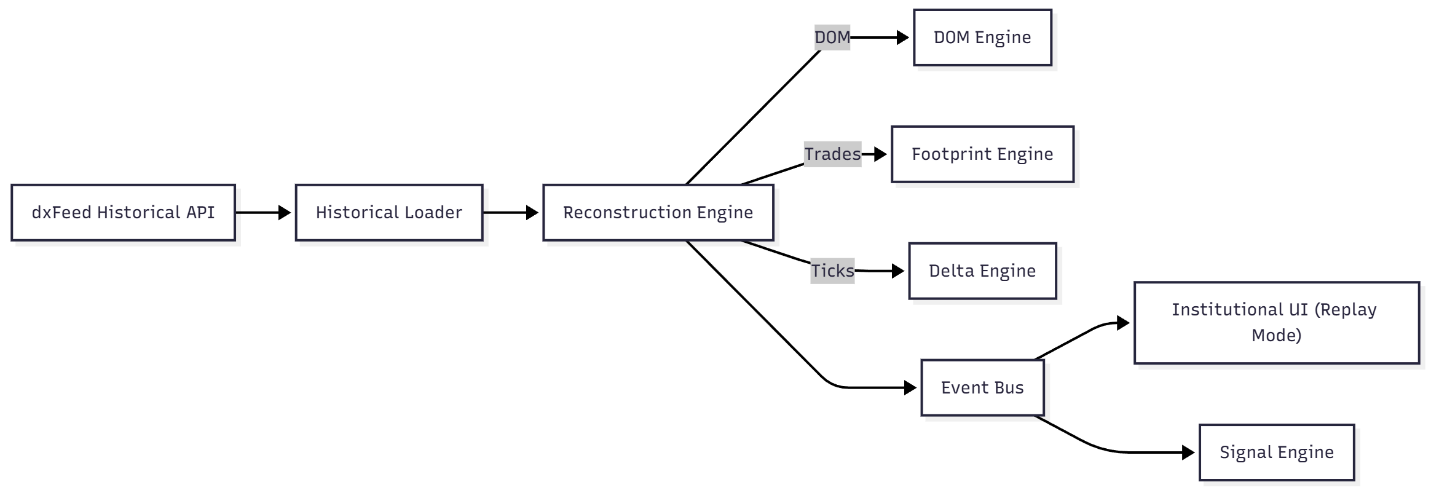 DOM
DOM Engine
Trades
Footprint Engine
dxFeed Historical API
Historical Loader
Reconstruction Engine
Ticks
Delta Engine
Institutional UI (Replay
Mode)
Event Bus
Signal Engine